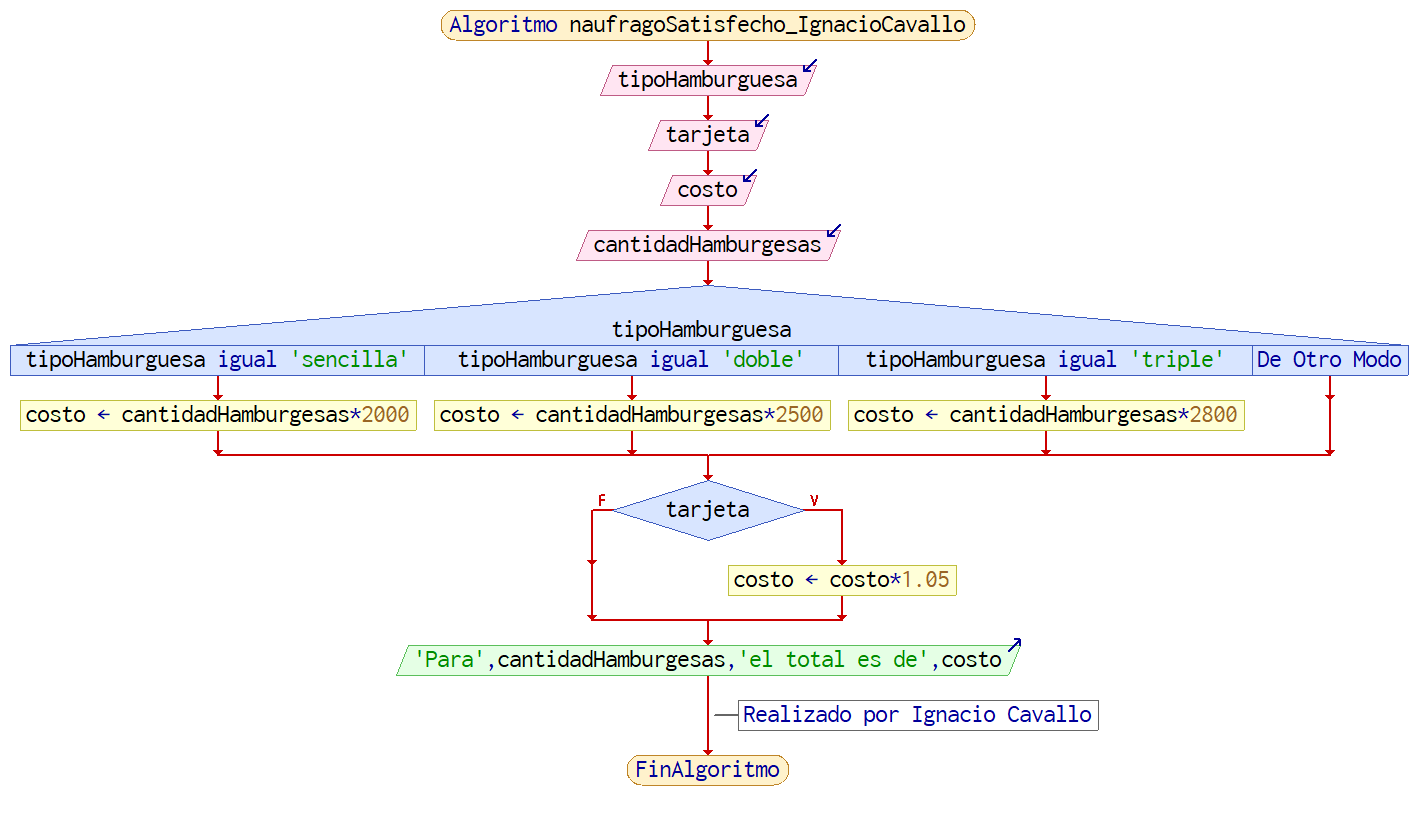 Algoritmo naufragoSatisfecho_IgnacioCavallo
tipoHamburguesa
tarjeta
costo
cantidadHamburgesas
tipoHamburguesa
tipoHamburguesa igual 'sencilla'
tipoHamburguesa igual 'doble'
tipoHamburguesa igual 'triple'
De Otro Modo
costo ← cantidadHamburgesas*2000
costo ← cantidadHamburgesas*2500
costo ← cantidadHamburgesas*2800
F
V
tarjeta
costo ← costo*1.05
'Para',cantidadHamburgesas,'el total es de',costo
Realizado por Ignacio Cavallo
FinAlgoritmo